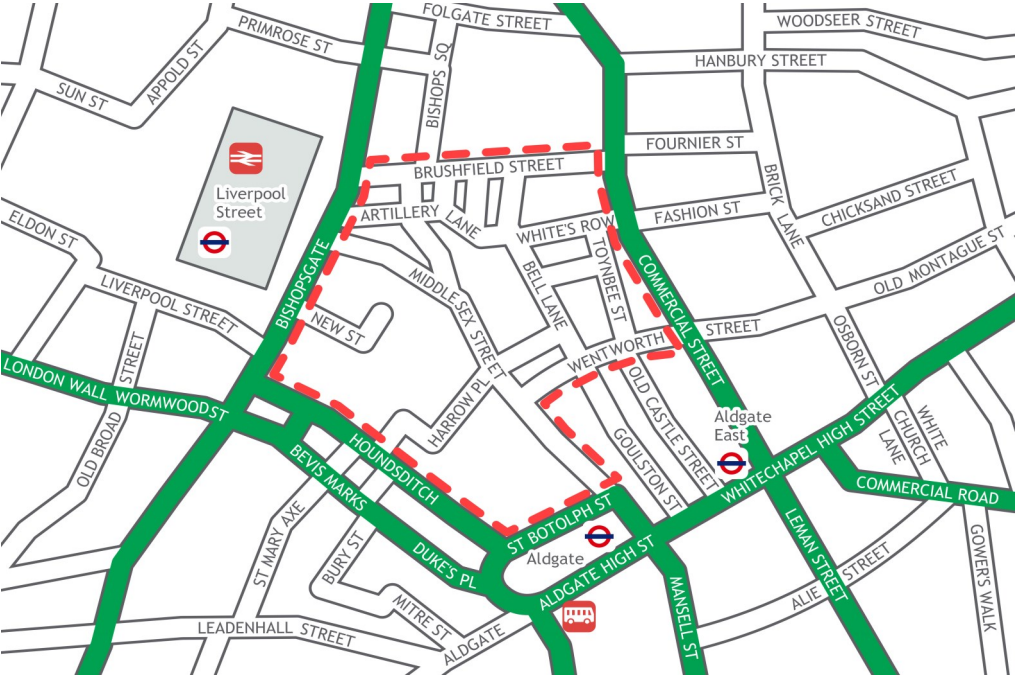 FOLGATE STREET
WOODSEER STREET
PRIMROSE ST
HANBURY STREET
APPOLD ST
BISHOPS SQ
SUN ST
FOURNIER ST
BRUSHFIELD STREET
BRICK LANE
CHICKSAND STREET
Liverpool
Street
ARTILLERY LANE
FASHION ST
WHITE'S ROW
ELDON ST
OLD MONTAGUE ST
TOYNBEE ST
BISHOPSGATE
MIDDLESEX STREET
BELL LANE
COMMERCIAL STREET
LIVERPOOL STREET
NEW ST
WENTWORTH STREET
OSBORN ST
LONDON WALL WORMWOOD ST
OLD BROAD STREET
HARROW PL
OLD CASTLE STREET
Aldgate
East
WHITE
CHURCH
LANE
HOUNDSDITCH
GOULSTON ST
WHITECHAPEL HIGH STREET
BEVIS MARKS
COMMERCIAL ROAD
ST MARY AXE
ST BOTOLPH ST
LEMAN STREET
BURY ST
DUKE'S PL
Aldgate
ALDGATE HIGH ST
ALIE STREET
GOWER'S WALK
MITRE ST
MANSELL ST
LEADENHALL STREET
ALDGATE